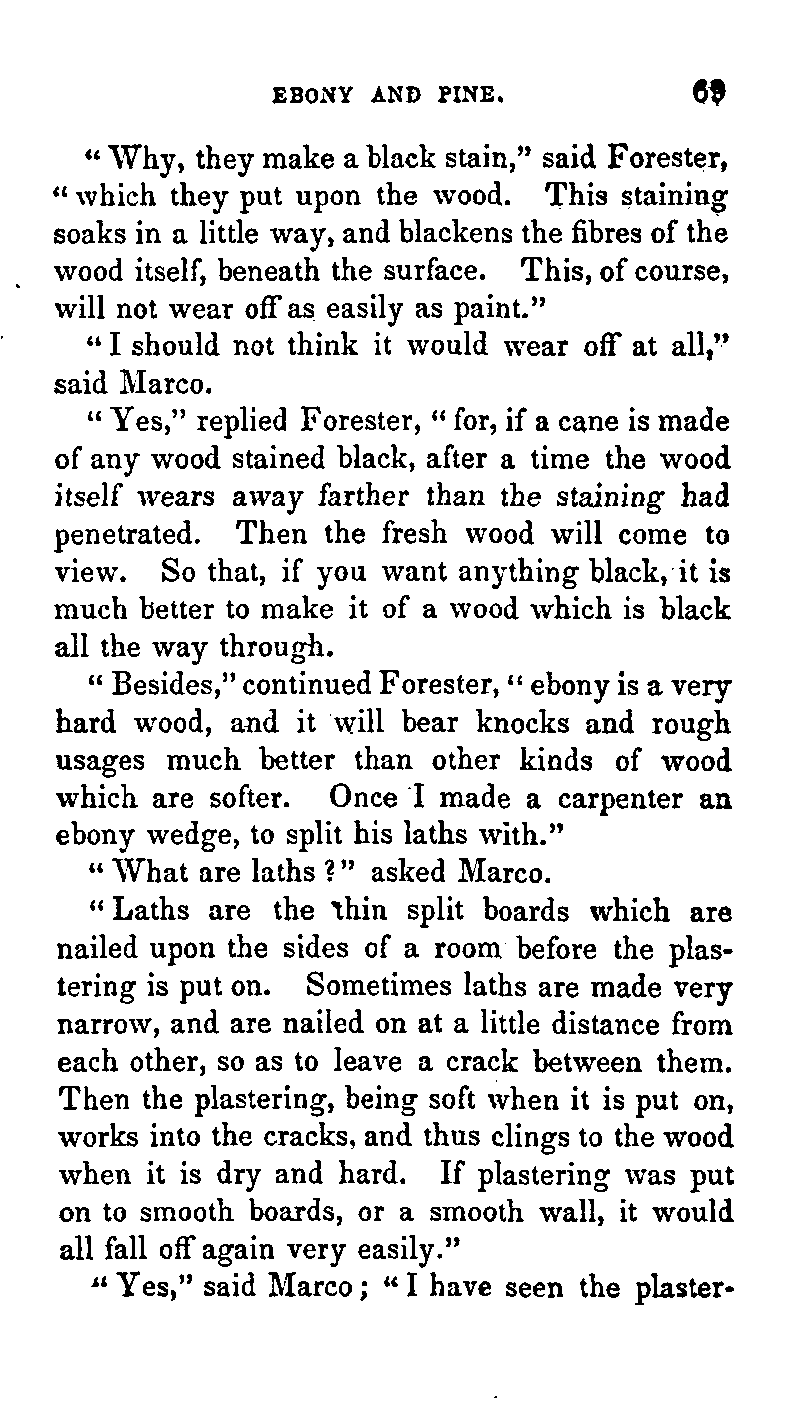 EBONY AND PINE. 69
“Why, they make a black stain,” said Forester,
“which they put upon the wood. This staining
soaks in a little way, and blackens the fibres of the
wood itself, beneath the surface. This, of course,
will not wear off as easily as paint.”
“I should not think it would wear off at all,”
said Marco.
“Yes,” replied Forester, “for, if a cane is made
of any wood stained black, after a time the wood
itself wears away farther than the staining had
penetrated. Then the fresh wood will come to
view. So that, if you want anything black, it is
much better to make it of a wood which is black
all the way through.
“Besides,” continued Forester, “ebony is a very
hard wood, and it will bear knocks and rough
usages much better than other kinds of wood
which are softer. Once I made a carpenter an
ebony wedge, to split his laths with.”
“What are laths?” asked Marco.
“Laths are the thin split boards which are
nailed upon the sides of a room before the plas-
tering is put on. Sometimes laths are made very
narrow, and are nailed on at a little distance from
each other, so as to leave a crack between them.
Then the plastering, being soft when it is put on,
works into the cracks, and thus clings to the wood
when it is dry and hard. If plastering was put
on to smooth boards, or a smooth wall, it would
all fall off again very easily.”
“Yes,” said Marco; “I have seen the plaster-